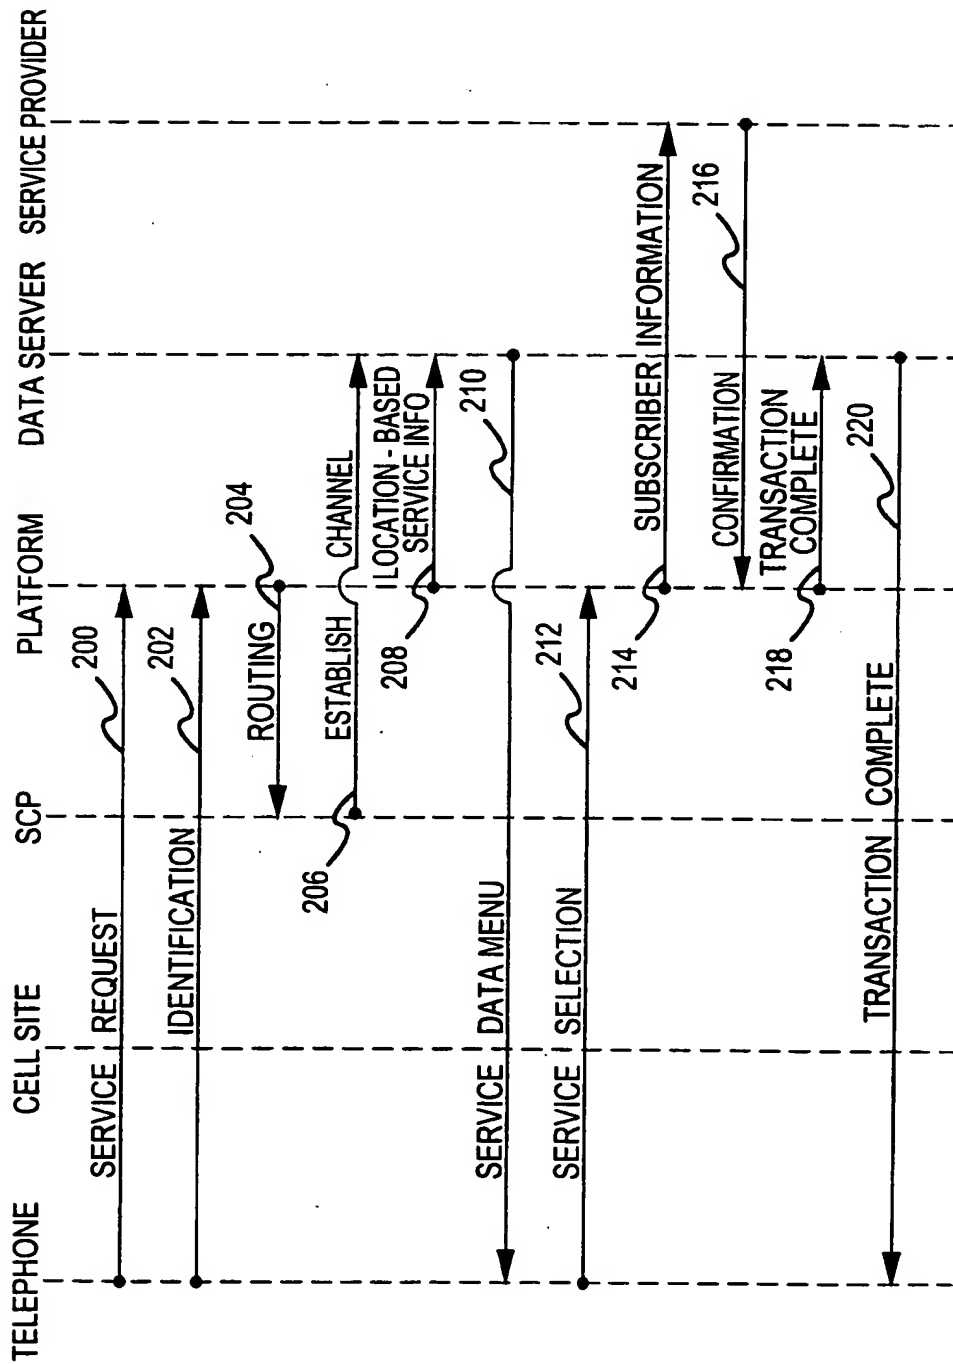 TELEPHONE CELL SITE SCP PLATFORM DATA SERVER SERVICE PROVIDER
SERVICE REQUEST 200
IDENTIFICATION 202
ROUTING 204
206 ESTABLISH CHANNEL
208 LOCATION-BASED
SERVICE INFO
SERVICE DATA MENU 210
SERVICE SELECTION 212
214 SUBSCRIBER INFORMATION
CONFIRMATION 216
218 TRANSACTION
COMPLETE
TRANSACTION COMPLETE 220